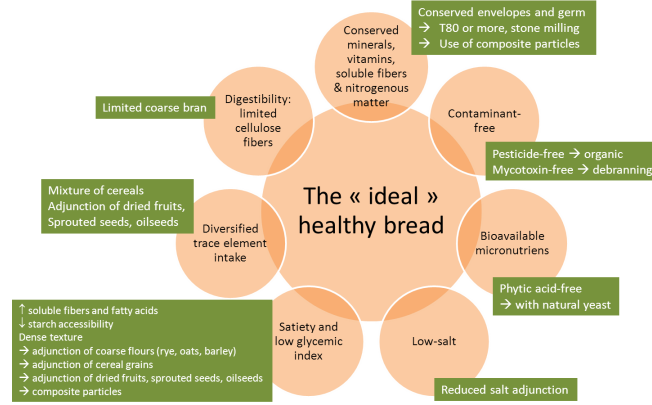 Conserved envelopes and germ
→ T80 or more, stone milling
→ Use of composite particles
Conserved
minerals,
vitamins,
soluble fibers
& nitrogenous
matter
Digestibility:
limited
cellulose
fibers
Limited coarse bran
Contaminant-
free
Pesticide-free → organic
Mycotoxin-free → debranning
The « ideal »
healthy bread
Mixture of cereals
Adjunction of dried fruits,
Sprouted seeds, oilseeds
Diversified
trace element
intake
Bioavailable
micronutriens
Phytic acid-free
→ with natural yeast
↑ soluble fibers and fatty acids
↓ starch accessibility
Dense texture
→ adjunction of coarse flours (rye, oats, barley)
→ adjunction of cereal grains
→ adjunction of dried fruits, sprouted seeds, oilseeds
→ composite particles
Satiety and
low glycemic
index
Low-salt
Reduced salt adjunction